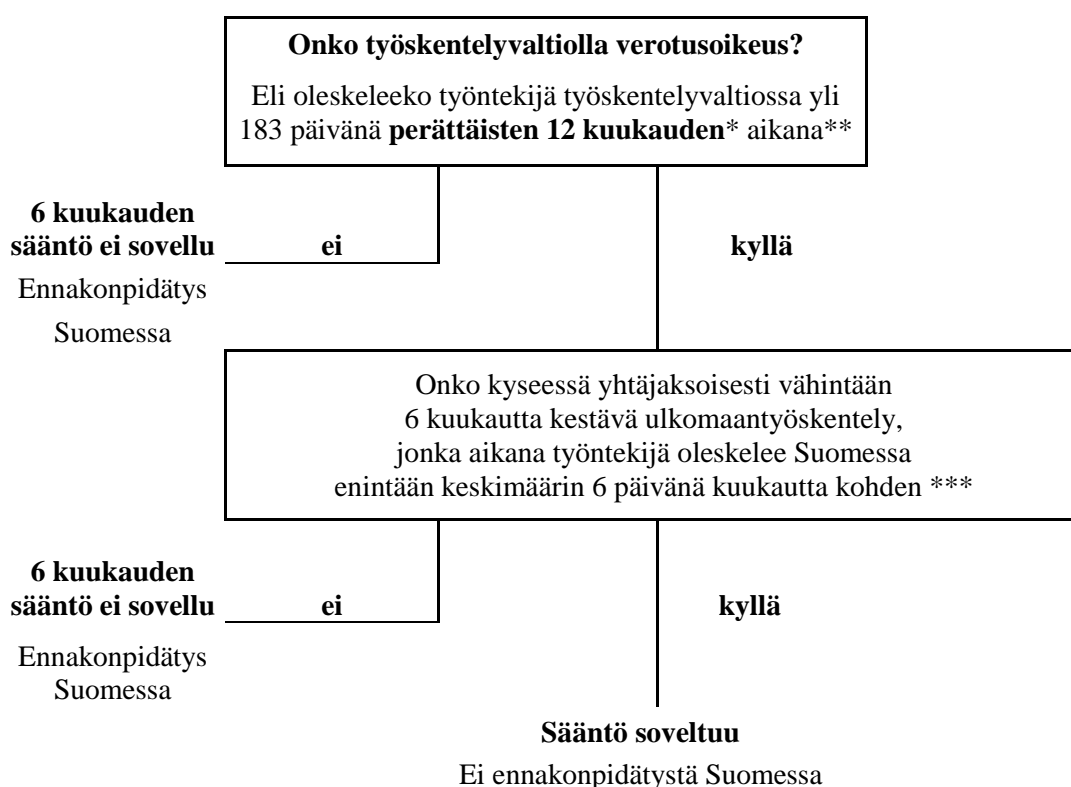 Onko työskentelyvaltiolla verotusoikeus?
Eli oleskeleeko työntekijä työskentelyvaltiossa yli
183 päivänä perättäisten 12 kuukauden* aikana**
6 kuukauden
sääntö ei sovellu
ei
kyllä
Ennakonpidätys
Suomessa
Onko kyseessä yhtäjaksoisesti vähintään
6 kuukautta kestävä ulkomaantyöskentely,
jonka aikana työntekijä oleskelee Suomessa
enintään keskimäärin 6 päivänä kuukautta kohden ***
6 kuukauden
sääntö ei sovellu
ei
kyllä
Ennakonpidätys
Suomessa
Sääntö soveltuu
Ei ennakonpidätystä Suomessa